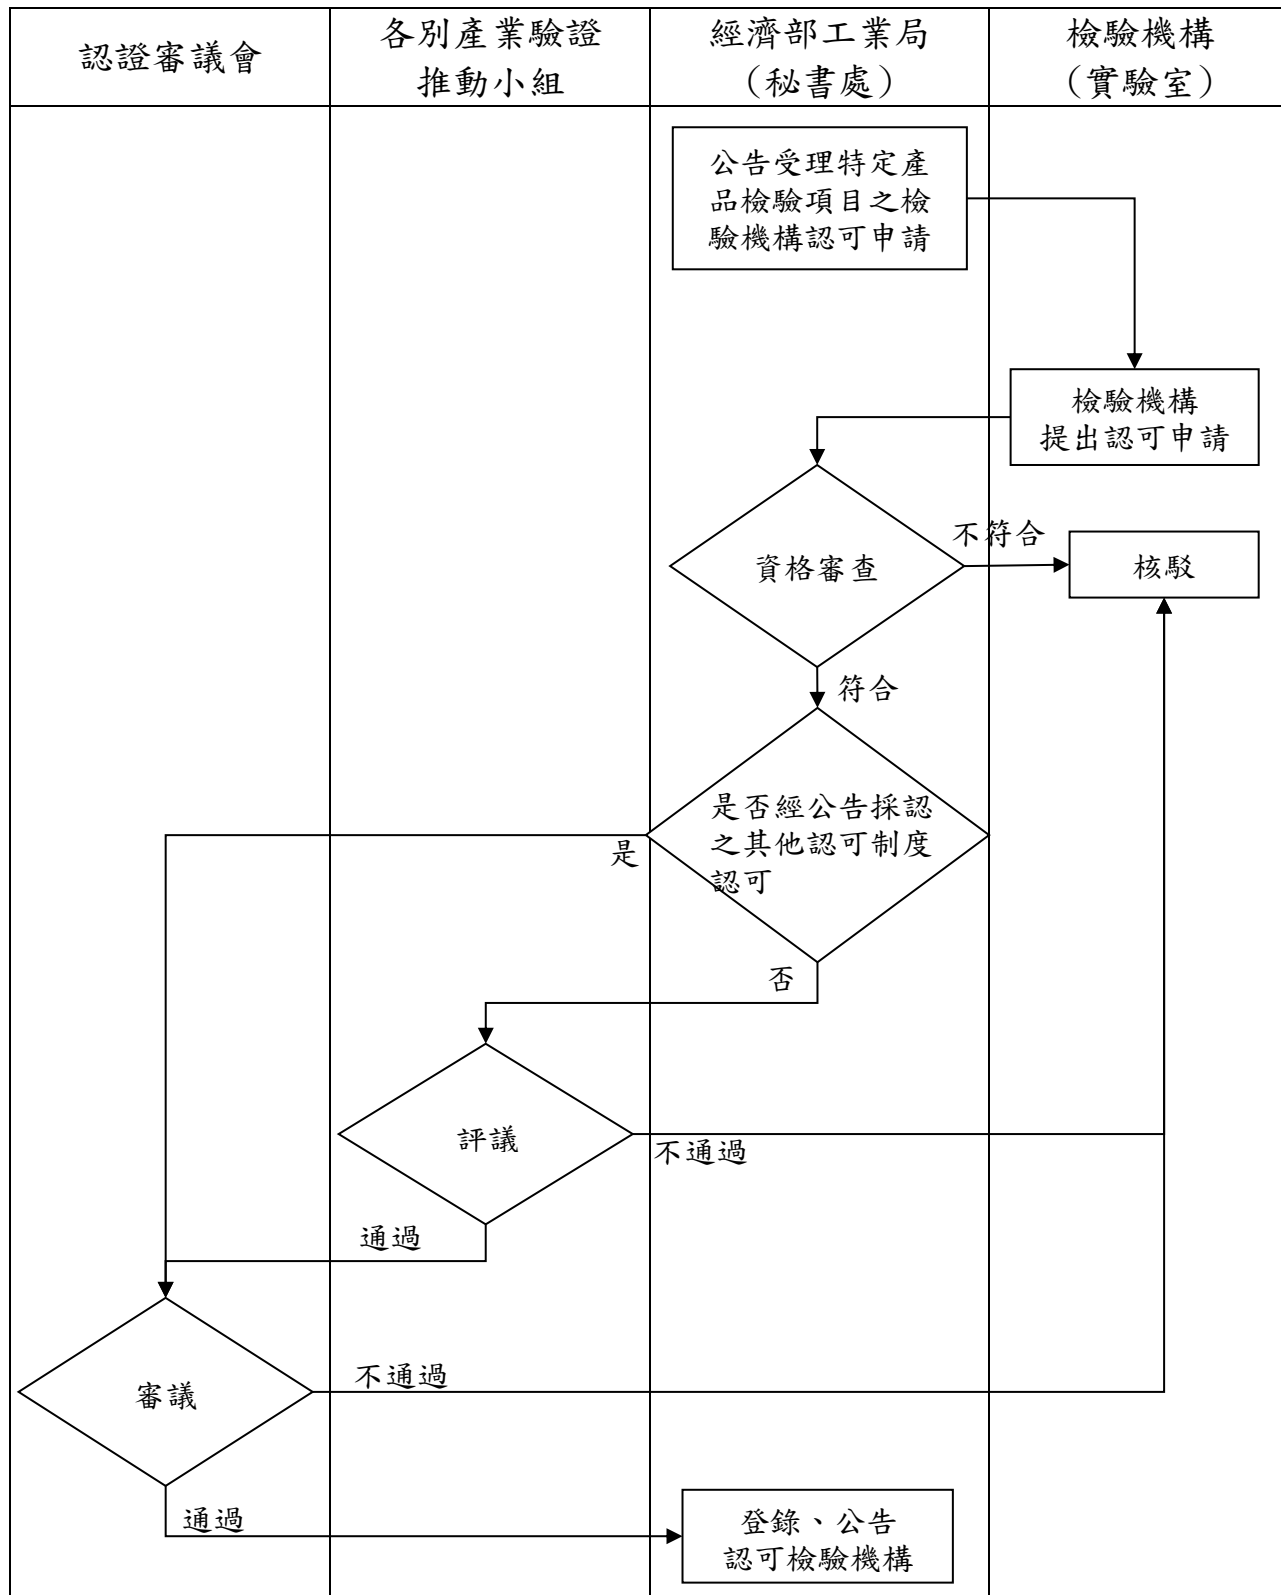 認證審議會
各別產業驗證
推動小組
經濟部工業局
（秘書處）
檢驗機構
（實驗室）
公告受理特定產
品檢驗項目之檢
驗機構認可申請
檢驗機構
提出認可申請
資格審查
不符合
核駁
符合
是否經公告採認
之其他認可制度
認可
是
否
評議
不通過
通過
審議
不通過
通過
登錄、公告
認可檢驗機構